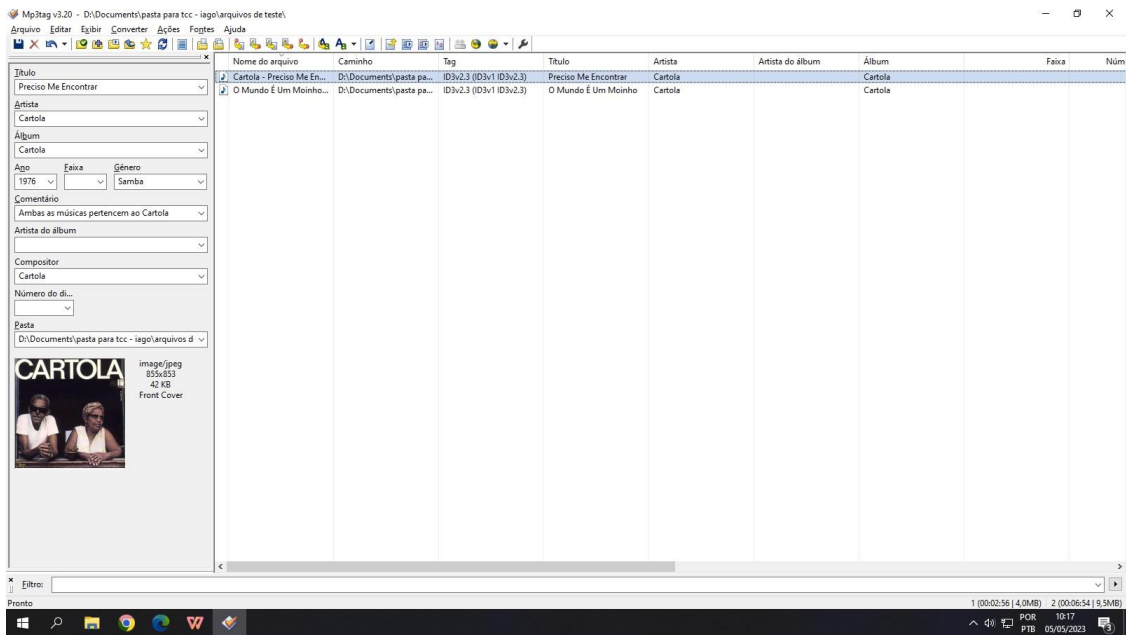 Mp3tag v3.20 - D:\Documents\pasta para tcc - iago\arquivos de teste\
Arquivo Editar Exibir Converter Ações Fontes Ajuda
Título
Preciso Me Encontrar
Artista
Cartola
Álbum
Cartola
Ano Faixa Gênero
1976 Samba
Comentário
Ambas as músicas pertencem ao Cartola
Artista do álbum
Compositor
Cartola
Número do di...
Pasta
D:\Documents\pasta para tcc - iago\arquivos d
CARTOLA
image/jpeg
855x853
42 KB
Front Cover
Nome do arquivo Caminho Tag Título Artista Artista do álbum Álbum Faixa Núm
Cartola - Preciso Me En... D:\Documents\pasta pa... ID3v2.3 (ID3v1 ID3v2.3) Preciso Me Encontrar Cartola Cartola
O Mundo É Um Moinho... D:\Documents\pasta pa... ID3v2.3 (ID3v1 ID3v2.3) O Mundo É Um Moinho Cartola Cartola
Filtro:
Pronto 1 (00:02:56 | 4,0MB) 2 (00:06:54 | 9,5MB)
POR 10:17
PTB 05/05/2023
3